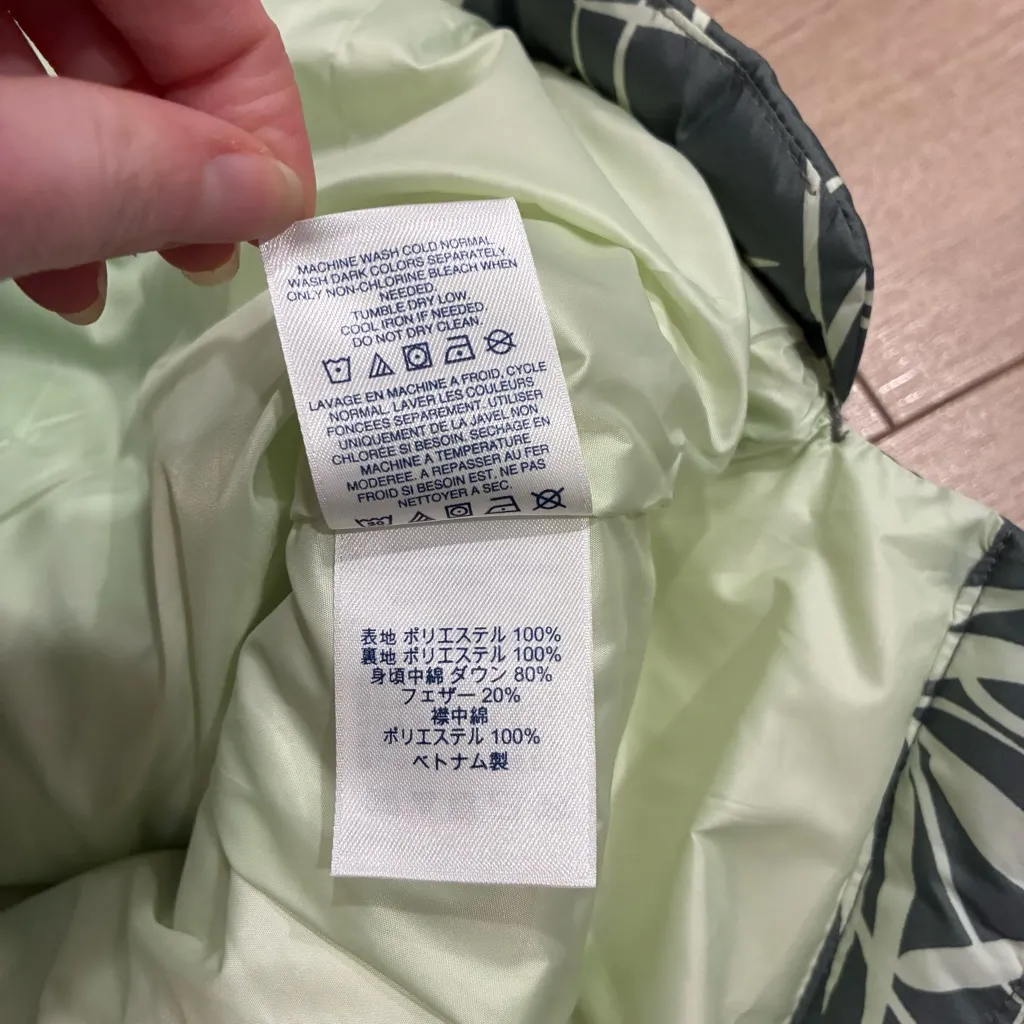 MACHINE WASH COLD NORMAL,
WASH DARK COLORS SEPARATELY
ONLY NON-CHLORINE BLEACH WHEN
NEEDED
TUMBLE DRY LOW,
COOL IRON IF NEEDED
DO NOT DRY CLEAN
LAVAGE EN MACHINE A FROID, CYCLE
NORMAL. LAVER LES COULEURS
FONCEES SEPAREMENT. UTILISER
UNIQUEMENT DE LA JAVEL NON
CHLORÉE SI BESOIN. SECHAGE EN
MACHINE A TEMPERATURE
MODEREE. A REPASSER AU FER
FROID SI BESOIN EST, NE PAS
NETTOYER A SEC.
表地 ポリエステル 100%
裏地 ポリエステル 100%
身頃中綿 ダウン 80%
フェザー 20%
襟中綿
ポリエステル 100%
ベトナム製